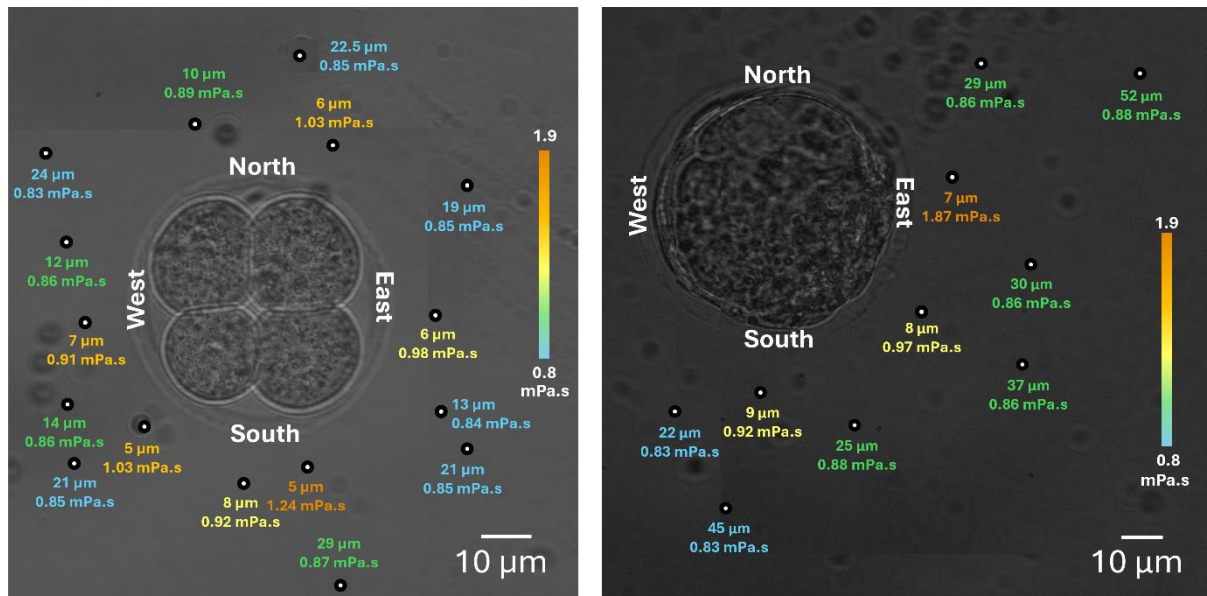 22.5 µm
0.85 mPa.s
10 µm
0.89 mPa.s
6 µm
1.03 mPa.s
North
24 µm
0.83 mPa.s
19 µm
0.85 mPa.s
1.9
12 µm
0.86 mPa.s
West
East
7 µm
0.91 mPa.s
6 µm
0.98 mPa.s
0.8
mPa.s
14 µm
0.86 mPa.s
13 µm
0.84 mPa.s
South
5 µm
1.03 mPa.s
21 µm
0.85 mPa.s
21 µm
0.85 mPa.s
8 µm
0.92 mPa.s
5 µm
1.24 mPa.s
29 µm
0.87 mPa.s
10 µm
North
29 µm
0.86 mPa.s
52 µm
0.88 mPa.s
West
East
7 µm
1.87 mPa.s
1.9
30 µm
0.86 mPa.s
South
8 µm
0.97 mPa.s
37 µm
0.86 mPa.s
9 µm
0.92 mPa.s
22 µm
0.83 mPa.s
25 µm
0.88 mPa.s
0.8
mPa.s
45 µm
0.83 mPa.s
10 µm